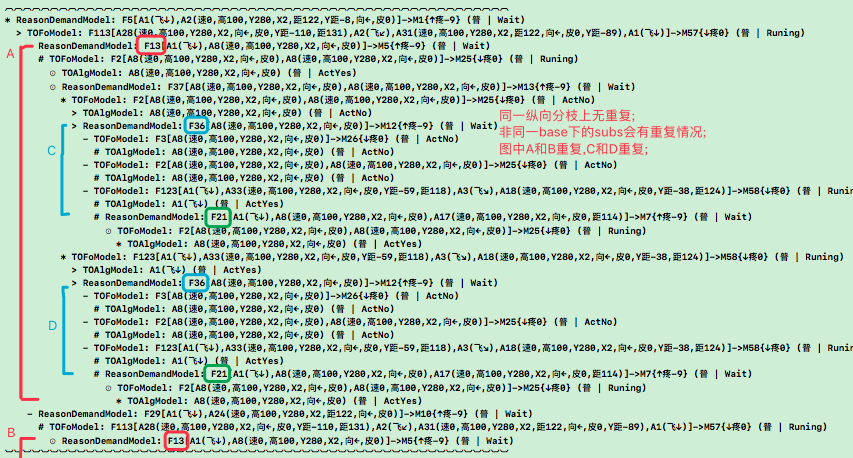 * ReasonDemandModel: F5[A1(飞↓),A2(速0,高100,Y280,X2,距122,Y距-8,向←,皮0)]->M1{↑疼-9} (普 | Wait)
> TOFoModel: F113[A28(速0,高100,Y280,X2,向←,皮0,Y距-110,距131),A2(飞↙),A31(速0,高100,Y280,X2,距122,向←,皮0,Y距-89),A1(飞↓)]->M57{↓疼0} (普 | Runing)
A
ReasonDemandModel: F13[A1(飞↓),A8(速0,高100,Y280,X2,向←,皮0)]->M5{↑疼-9} (普 | Wait)
# TOFoModel: F2[A8(速0,高100,Y280,X2,向←,皮0),A8(速0,高100,Y280,X2,向←,皮0)]->M25{↓疼0} (普 | Runing)
⊙ TOAlgModel: A8(速0,高100,Y280,X2,向←,皮0) (普 | ActYes)
⊙ ReasonDemandModel: F37[A8(速0,高100,Y280,X2,向←,皮0),A8(速0,高100,Y280,X2,向←,皮0)]->M13{↑疼-9} (普 | Wait)
* TOFoModel: F2[A8(速0,高100,Y280,X2,向←,皮0),A8(速0,高100,Y280,X2,向←,皮0)]->M25{↓疼0} (普 | ActNo)
> TOAlgModel: A8(速0,高100,Y280,X2,向←,皮0) (普 | ActNo)
同一纵向分枝上无重复;
> ReasonDemandModel: F36[A8(速0,高100,Y280,X2,向←,皮0)]->M12{↑疼-9} (普 | Wait)
非同一base下的subs会有重复情况;
- TOFoModel: F3[A8(速0,高100,Y280,X2,向←,皮0)]->M26{↓疼0} (普 | ActNo)
图中A和B重复,C和D重复;
C
# TOAlgModel: A8(速0,高100,Y280,X2,向←,皮0) (普 | ActNo)
- TOFoModel: F2[A8(速0,高100,Y280,X2,向←,皮0),A8(速0,高100,Y280,X2,向←,皮0)]->M25{↓疼0} (普 | ActNo)
# TOAlgModel: A8(速0,高100,Y280,X2,向←,皮0) (普 | ActNo)
- TOFoModel: F123[A1(飞↓),A33(速0,高100,Y280,X2,向←,皮0,Y距-59,距118),A3(飞↘),A18(速0,高100,Y280,X2,向←,皮0,Y距-38,距124)]->M58{↓疼0} (普 | Runing
# TOAlgModel: A1(飞↓) (普 | ActYes)
# ReasonDemandModel: F21[A1(飞↓),A8(速0,高100,Y280,X2,向←,皮0),A17(速0,高100,Y280,X2,向←,皮0,距114)]->M7{↑疼-9} (普 | Wait)
⊙ TOFoModel: F2[A8(速0,高100,Y280,X2,向←,皮0),A8(速0,高100,Y280,X2,向←,皮0)]->M25{↓疼0} (普 | Runing)
* TOAlgModel: A8(速0,高100,Y280,X2,向←,皮0) (普 | ActYes)
* TOFoModel: F123[A1(飞↓),A33(速0,高100,Y280,X2,向←,皮0,Y距-59,距118),A3(飞↘),A18(速0,高100,Y280,X2,向←,皮0,Y距-38,距124)]->M58{↓疼0} (普 | Runing)
> TOAlgModel: A1(飞↓) (普 | ActYes)
> ReasonDemandModel: F36[A8(速0,高100,Y280,X2,向←,皮0)]->M12{↑疼-9} (普 | Wait)
- TOFoModel: F3[A8(速0,高100,Y280,X2,向←,皮0)]->M26{↓疼0} (普 | ActNo)
# TOAlgModel: A8(速0,高100,Y280,X2,向←,皮0) (普 | ActNo)
D
- TOFoModel: F2[A8(速0,高100,Y280,X2,向←,皮0),A8(速0,高100,Y280,X2,向←,皮0)]->M25{↓疼0} (普 | ActNo)
# TOAlgModel: A8(速0,高100,Y280,X2,向←,皮0) (普 | ActNo)
- TOFoModel: F123[A1(飞↓),A33(速0,高100,Y280,X2,向←,皮0,Y距-59,距118),A3(飞↘),A18(速0,高100,Y280,X2,向←,皮0,Y距-38,距124)]->M58{↓疼0} (普 | Runing
# TOAlgModel: A1(飞↓) (普 | ActYes)
# ReasonDemandModel: F21[A1(飞↓),A8(速0,高100,Y280,X2,向←,皮0),A17(速0,高100,Y280,X2,向←,皮0,距114)]->M7{↑疼-9} (普 | Wait)
⊙ TOFoModel: F2[A8(速0,高100,Y280,X2,向←,皮0),A8(速0,高100,Y280,X2,向←,皮0)]->M25{↓疼0} (普 | Runing)
* TOAlgModel: A8(速0,高100,Y280,X2,向←,皮0) (普 | ActYes)
- ReasonDemandModel: F29[A1(飞↓),A24(速0,高100,Y280,X2,距122,向←,皮0)]->M10{↑疼-9} (普 | Wait)
B
# TOFoModel: F113[A28(速0,高100,Y280,X2,向←,皮0,Y距-110,距131),A2(飞↙),A31(速0,高100,Y280,X2,距122,向←,皮0,Y距-89),A1(飞↓)]->M57{↓疼0} (普 | Runing)
⊙ ReasonDemandModel: F13[A1(飞↓),A8(速0,高100,Y280,X2,向←,皮0)]->M5{↑疼-9} (普 | Wait)